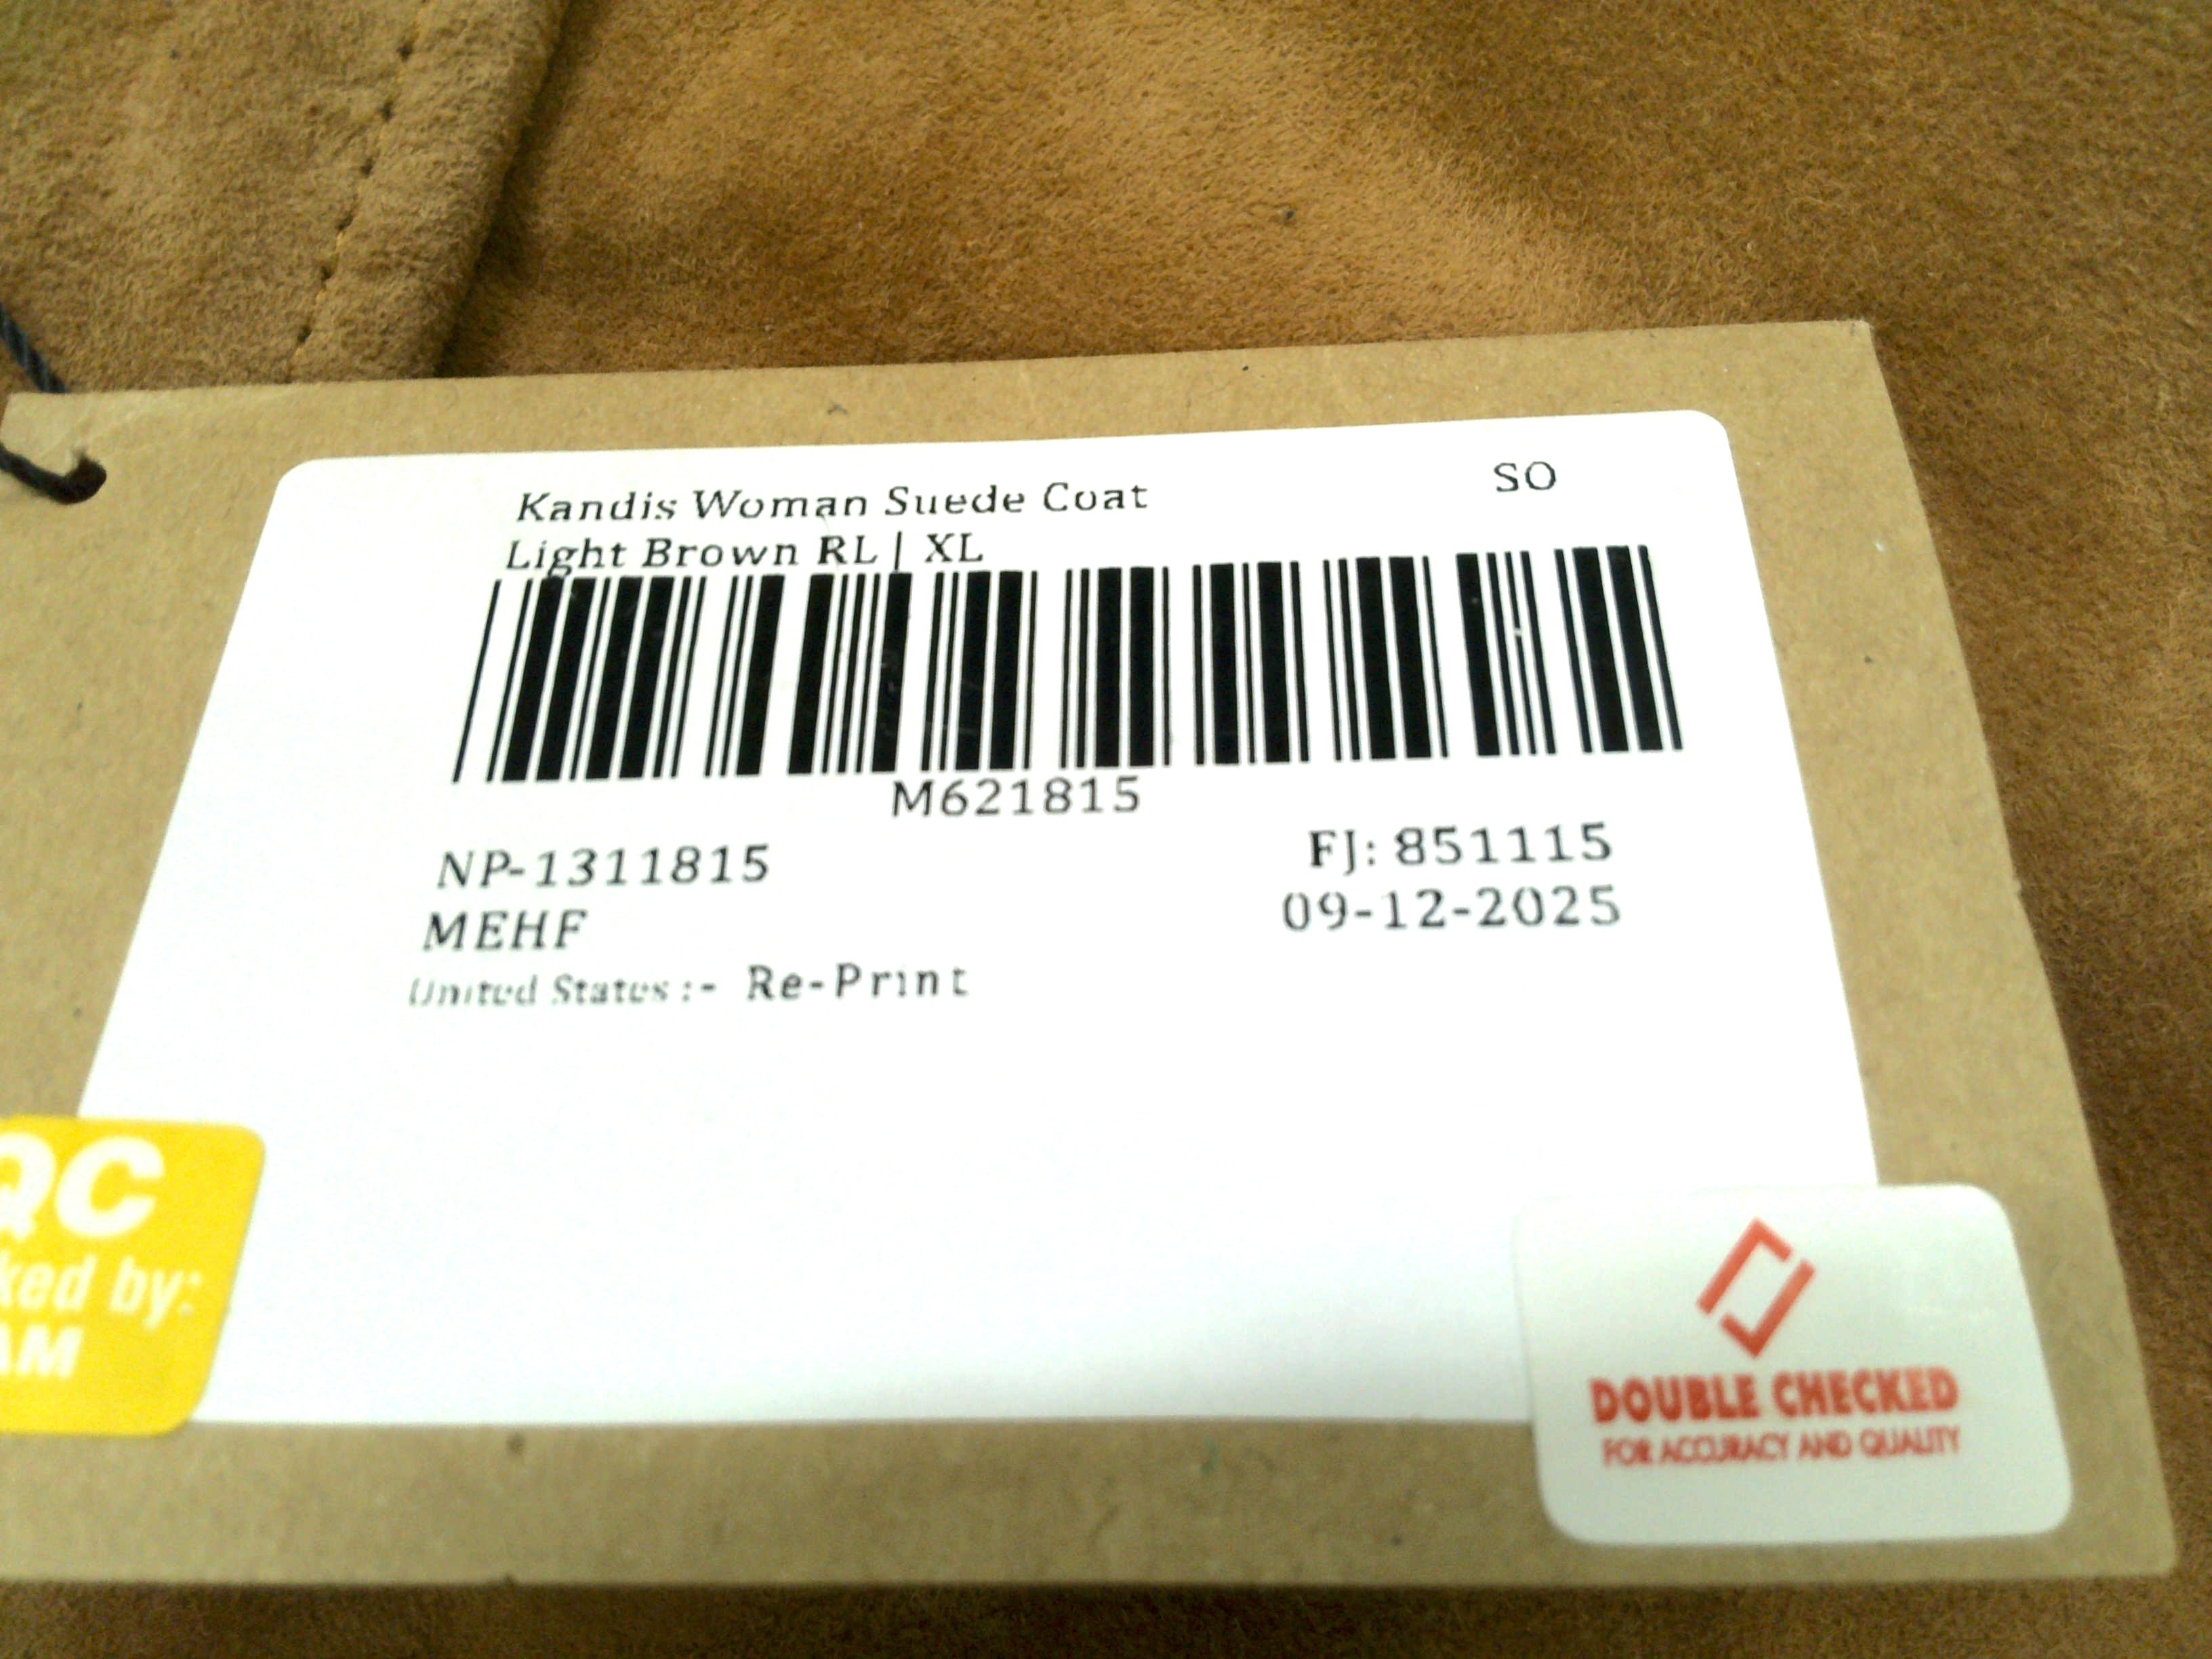 Kandis Woman Suede Coat SO
Light Brown RL | XL
M621815
NP-1311815 FJ: 851115
MEHF 09-12-2025
United States :- Re-Print
QC
ked by:
AM
DOUBLE CHECKED
FOR ACCURACY AND QUALITY